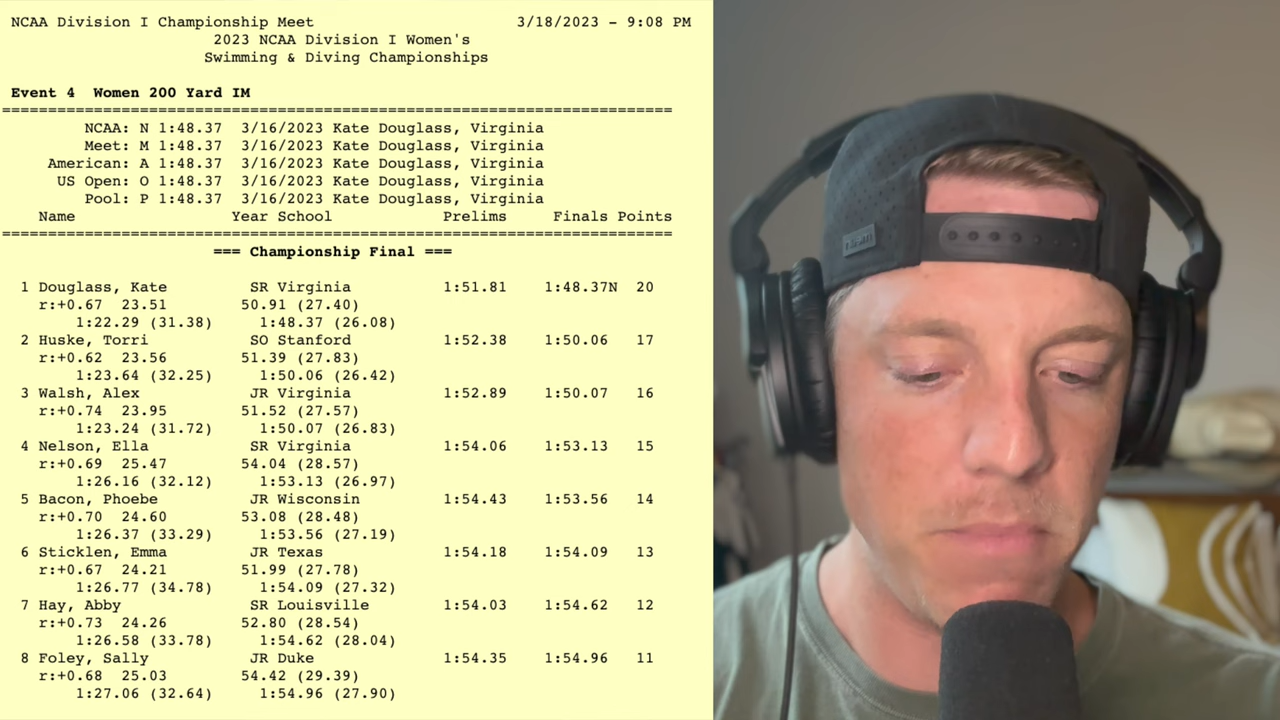 NCAA Division I Championship Meet 3/18/2023 - 9:08 PM
2023 NCAA Division I Women's
Swimming & Diving Championships
Event 4 Women 200 Yard IM
===============================================================================
NCAA: N 1:48.37 3/16/2023 Kate Douglass, Virginia
Meet: M 1:48.37 3/16/2023 Kate Douglass, Virginia
American: A 1:48.37 3/16/2023 Kate Douglass, Virginia
US Open: O 1:48.37 3/16/2023 Kate Douglass, Virginia
Pool: P 1:48.37 3/16/2023 Kate Douglass, Virginia
Name Year School Prelims Finals Points
===============================================================================
=== Championship Final ===
1 Douglass, Kate SR Virginia 1:51.81 1:48.37N 20
r:+0.67 23.51 50.91 (27.40)
1:22.29 (31.38) 1:48.37 (26.08)
2 Huske, Torri SO Stanford 1:52.38 1:50.06 17
r:+0.62 23.56 51.39 (27.83)
1:23.64 (32.25) 1:50.06 (26.42)
3 Walsh, Alex JR Virginia 1:52.89 1:50.07 16
r:+0.74 23.95 51.52 (27.57)
1:23.24 (31.72) 1:50.07 (26.83)
4 Nelson, Ella SR Virginia 1:54.06 1:53.13 15
r:+0.69 25.47 54.04 (28.57)
1:26.16 (32.12) 1:53.13 (26.97)
5 Bacon, Phoebe JR Wisconsin 1:54.43 1:53.56 14
r:+0.70 24.60 53.08 (28.48)
1:26.37 (33.29) 1:53.56 (27.19)
6 Sticklen, Emma JR Texas 1:54.18 1:54.09 13
r:+0.67 24.21 51.99 (27.78)
1:26.77 (34.78) 1:54.09 (27.32)
7 Hay, Abby SR Louisville 1:54.03 1:54.62 12
r:+0.73 24.26 52.80 (28.54)
1:26.58 (33.78) 1:54.62 (28.04)
8 Foley, Sally JR Duke 1:54.35 1:54.96 11
r:+0.68 25.03 54.42 (29.39)
1:27.06 (32.64) 1:54.96 (27.90)